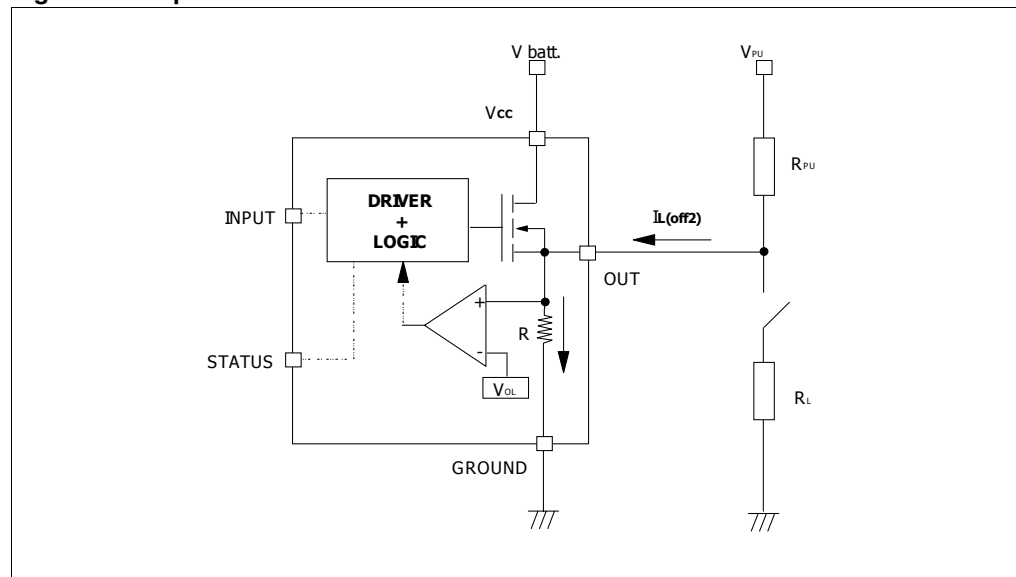 V batt.
VPU
Vcc
RPU
DRIVER
+
LOGIC
INPUT
IL(off2)
OUT
+
R
-
STATUS
VOL
RL
GROUND